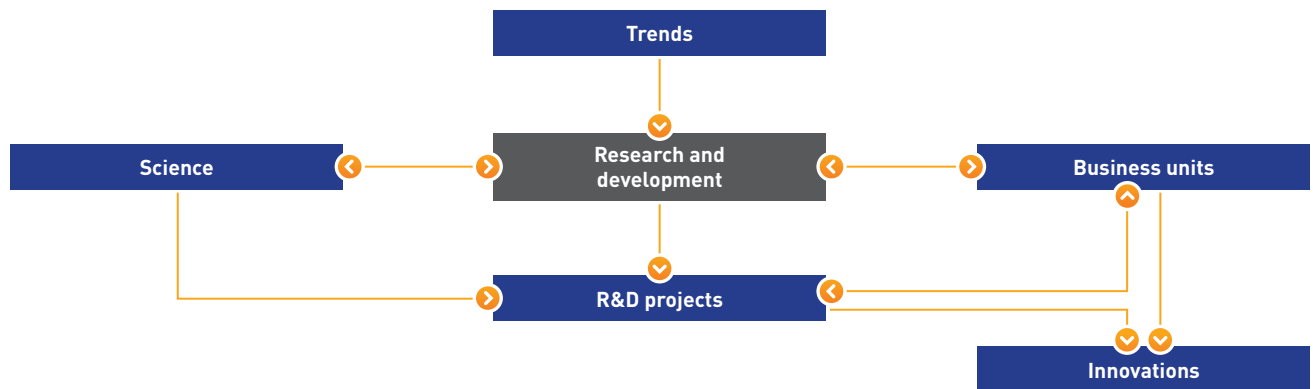 Trends
Science
Research and
development
Business units
R&D projects
Innovations